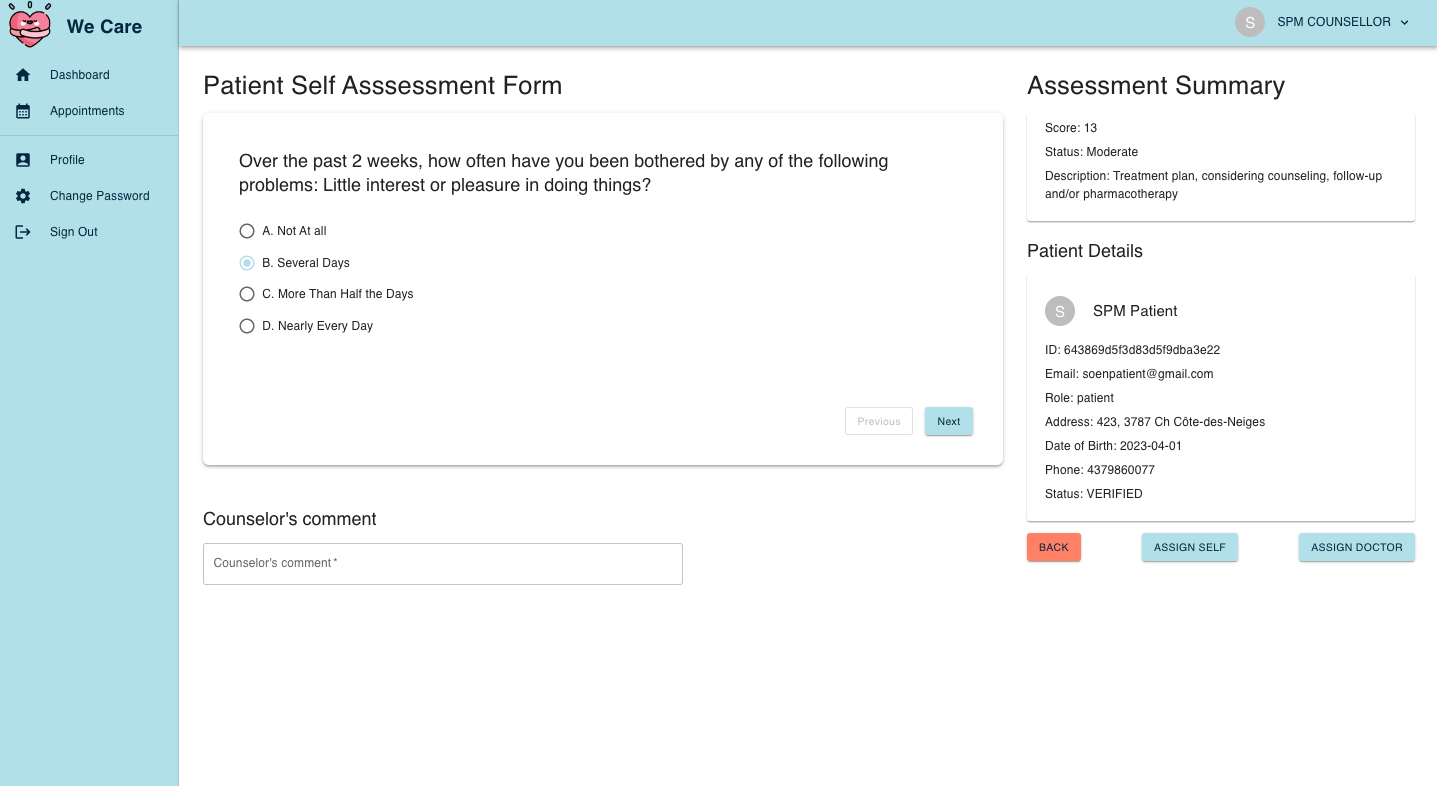 We Care
S SPM COUNSELLOR
Dashboard
Appointments
Profile
Change Password
Sign Out
Patient Self Asssessment Form
Over the past 2 weeks, how often have you been bothered by any of the following
problems: Little interest or pleasure in doing things?
A. Not At all
B. Several Days
C. More Than Half the Days
D. Nearly Every Day
Previous Next
Counselor's comment
Counselor's comment *
Assessment Summary
Score: 13
Status: Moderate
Description: Treatment plan, considering counseling, follow-up
and/or pharmacotherapy
Patient Details
S SPM Patient
ID: 643869d5f3d83d5f9dba3e22
Email: soenpatient@gmail.com
Role: patient
Address: 423, 3787 Ch Côte-des-Neiges
Date of Birth: 2023-04-01
Phone: 4379860077
Status: VERIFIED
BACK ASSIGN SELF ASSIGN DOCTOR